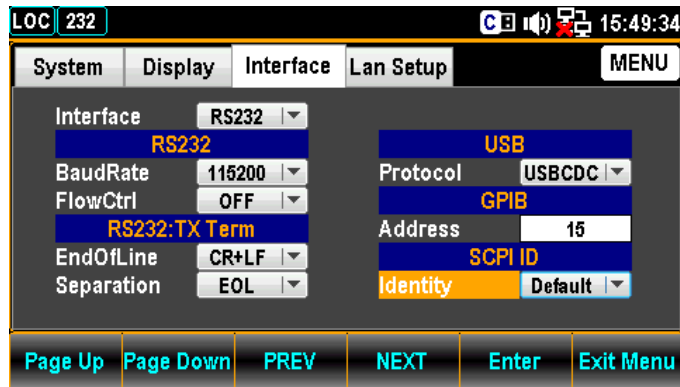 LOC 232 C 15:49:34
System Display Interface Lan Setup MENU
Interface RS232
RS232
BaudRate 115200
FlowCtrl OFF
RS232:TX Term
EndOfLine CR+LF
Separation EOL
USB
Protocol USBCDC
GPIB
Address 15
SCPI ID
Identity Default
Page Up Page Down PREV NEXT Enter Exit Menu